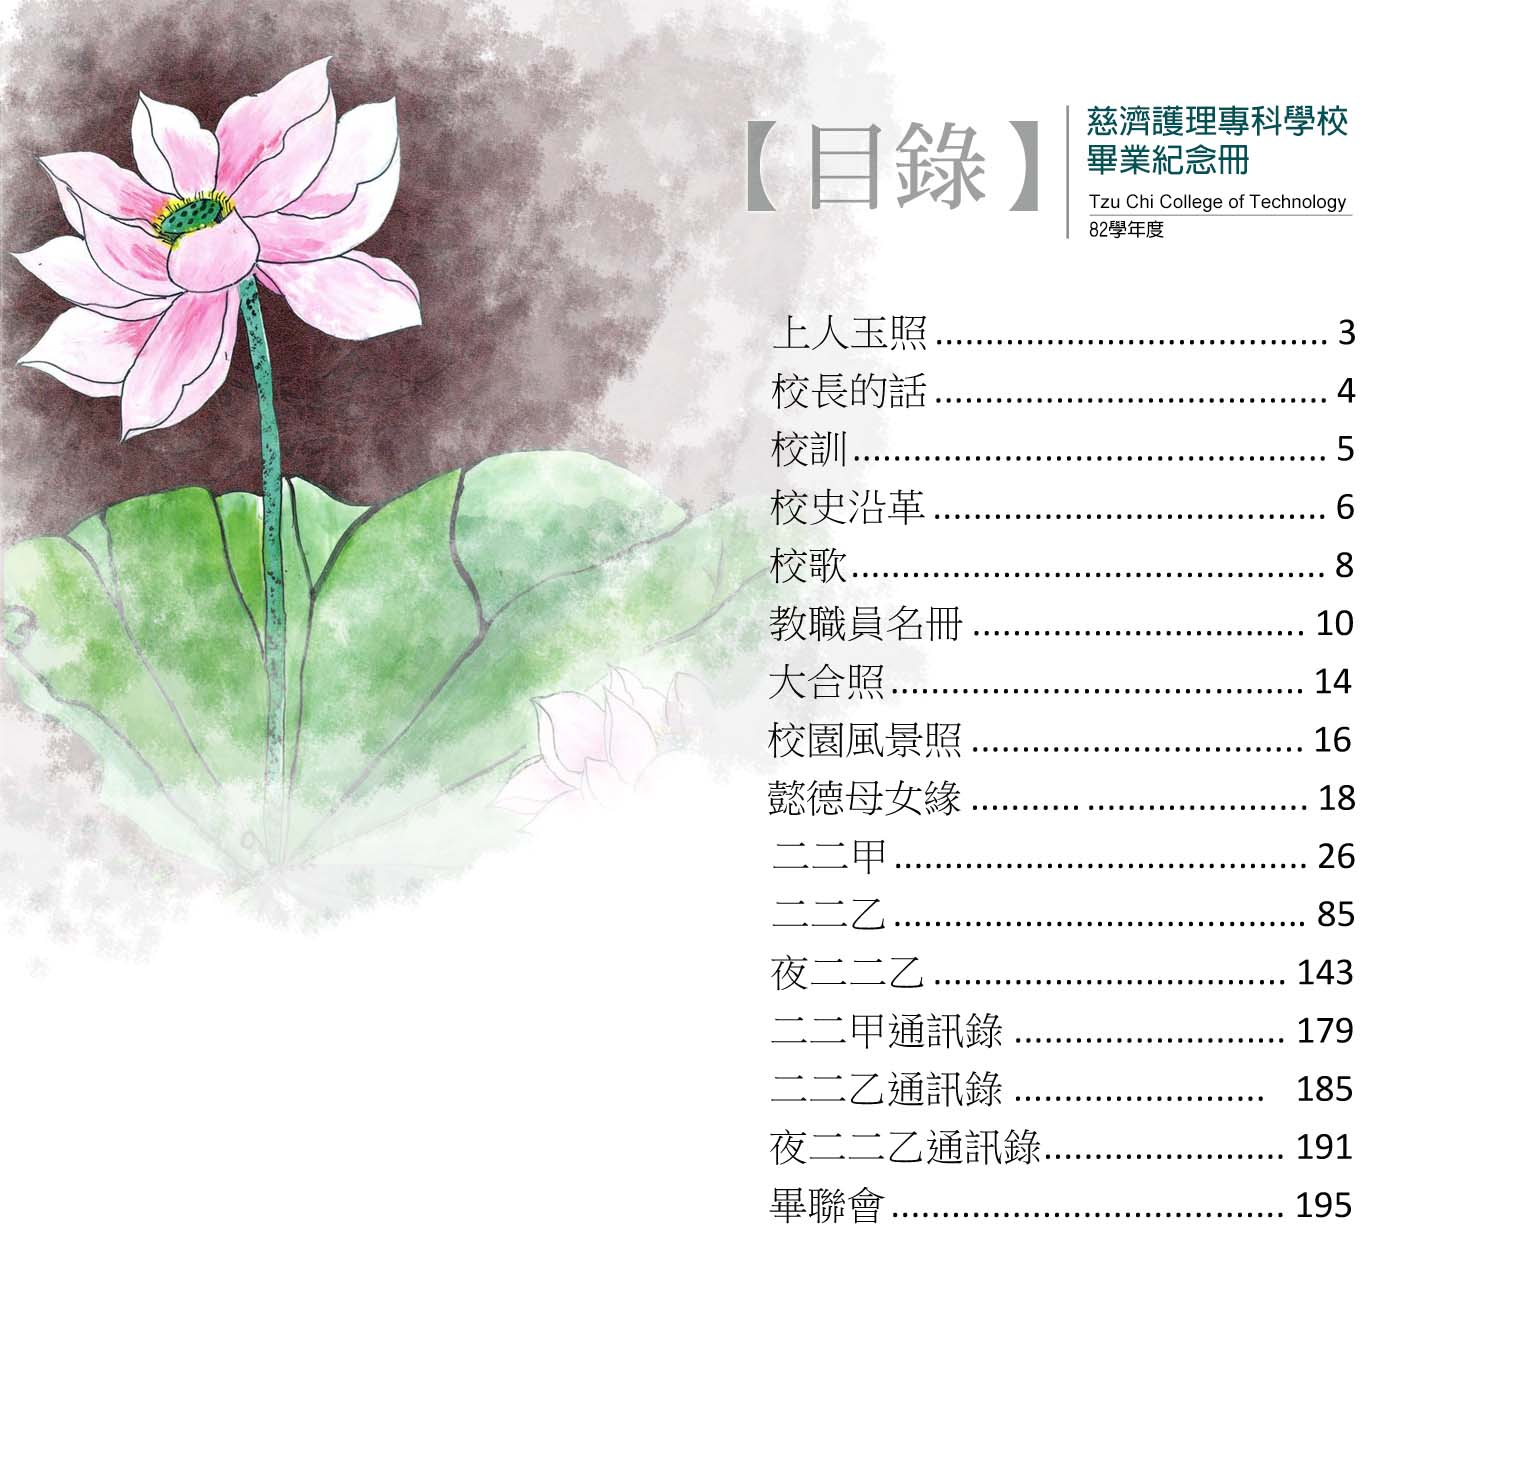 【目錄】
慈濟護理專科學校
畢業紀念冊
Tzu Chi College of Technology
82學年度
上人玉照 ....................................... 3
校長的話 ....................................... 4
校訓............................................... 5
校史沿革 ....................................... 6
校歌............................................... 8
教職員名冊 ................................. 10
大合照......................................... 14
校園風景照 ................................. 16
懿德母女緣 ........... ...................... 18
二二甲 ......................................... 26
二二乙 ......................................... 85
夜二二乙 ................................... 143
二二甲通訊錄 ........................... 179
二二乙通訊錄 ......................... 185
夜二二乙通訊錄........................ 191
畢聯會....................................... 195